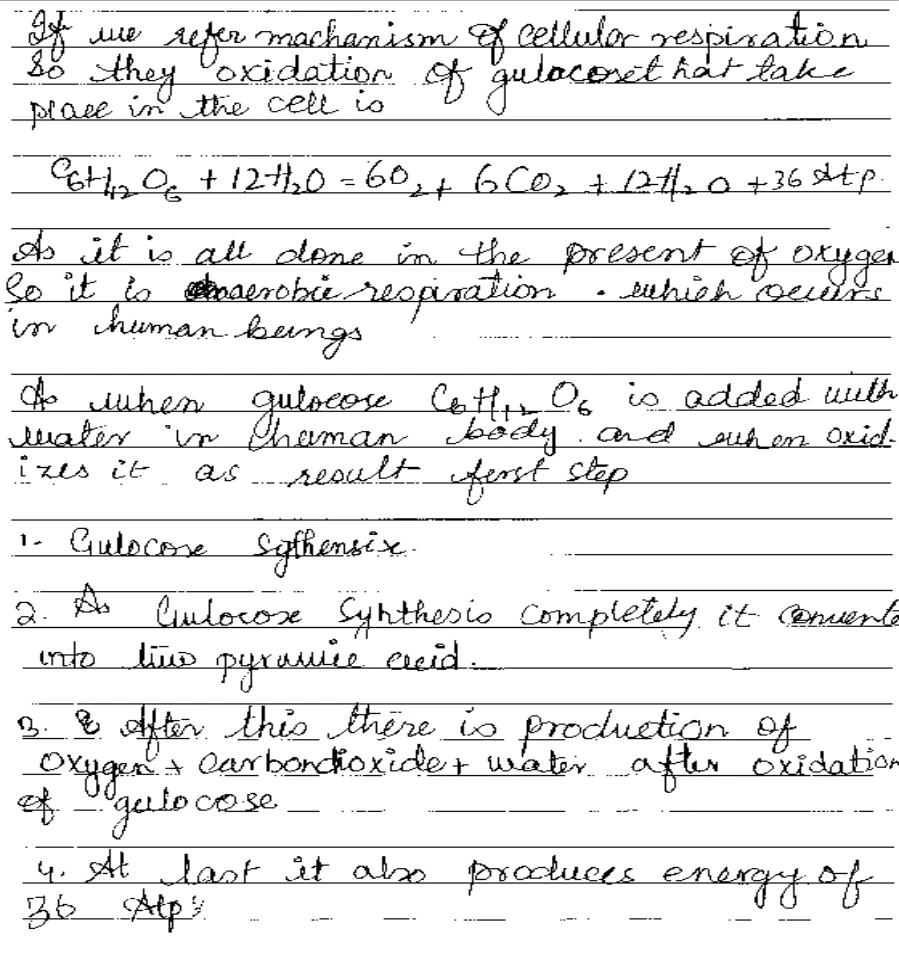 If we refer machanism of cellular respiration
So they oxidation of gulacoset hat take
place in the cell is
C6H12O6 + 12H2O = 6O2 + 6CO2 + 12H2O + 36 Atp.
As it is all done in the present of oxygen
So it is anaerobic respiration . which occurs
in human beings
As when gulocose C6H12O6 is added with
water in human body. and when oxid-
izes it as result ferst step
1- Gulocose Sythensix.
2. As Gulocose Synthesis completely it convente
into two pyruvic acid.
3. After this there is production of
oxygen + carbondioxide + water after oxidation
of gulocose
4. At last it also produces energy of
36 Atp's